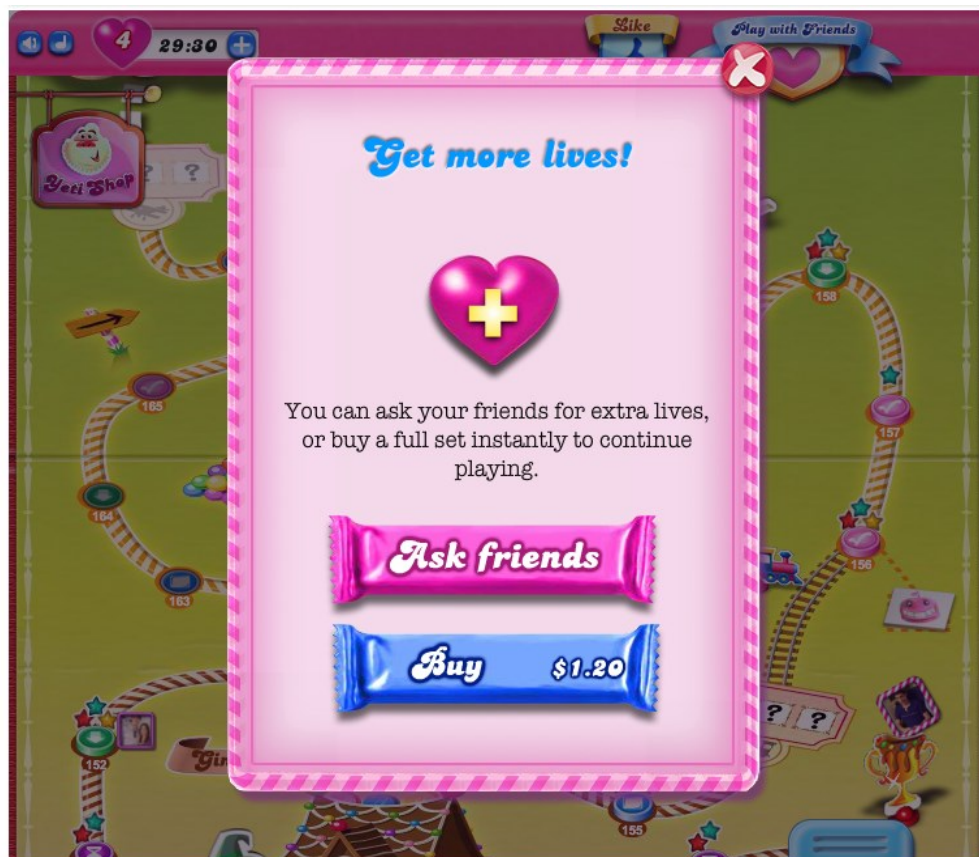 4
29:30
Like
Play with Friends
Yeti Shop
? ?
Get more lives!
158
165
You can ask your friends for extra lives,
157
or buy a full set instantly to continue
playing.
164
156
Ask friends
163
Buy $1.20
? ?
152
155